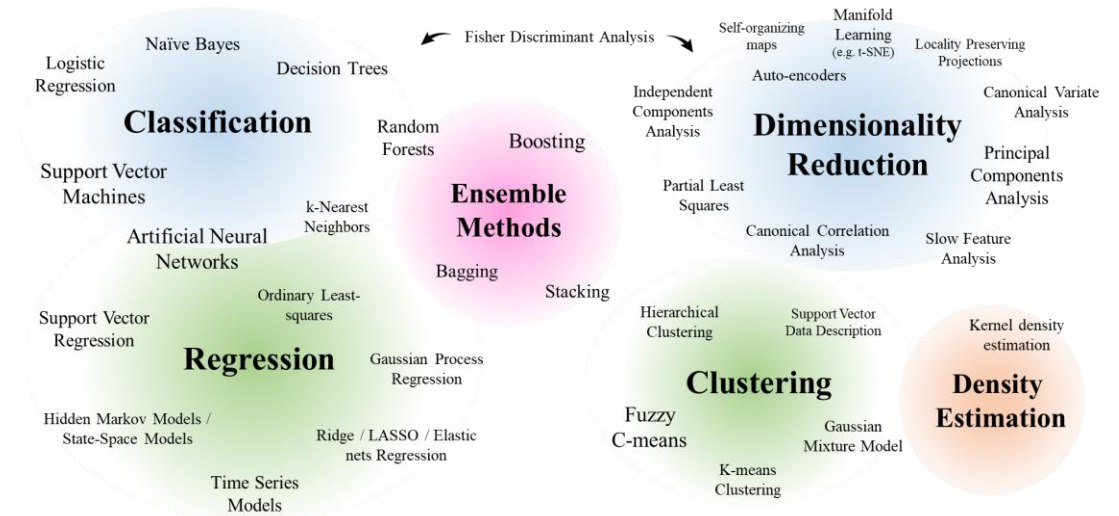 Fisher Discriminant Analysis
Naïve Bayes
Logistic
Regression
Decision Trees
Classification
Support Vector
Machines
Random
Forests
k-Nearest
Neighbors
Artificial Neural
Networks
Boosting
Ensemble
Methods
Bagging
Stacking
Ordinary Least-
squares
Support Vector
Regression
Regression
Gaussian Process
Regression
Hidden Markov Models /
State-Space Models
Ridge / LASSO / Elastic
nets Regression
Time Series
Models
Self-organizing
maps
Manifold
Learning
(e.g. t-SNE)
Locality Preserving
Projections
Auto-encoders
Independent
Components
Analysis
Canonical Variate
Analysis
Dimensionality
Reduction
Principal
Components
Analysis
Partial Least
Squares
Canonical Correlation
Analysis
Slow Feature
Analysis
Hierarchical
Clustering
Support Vector
Data Description
Clustering
Fuzzy
C-means
Gaussian
Mixture Model
K-means
Clustering
Kernel density
estimation
Density
Estimation